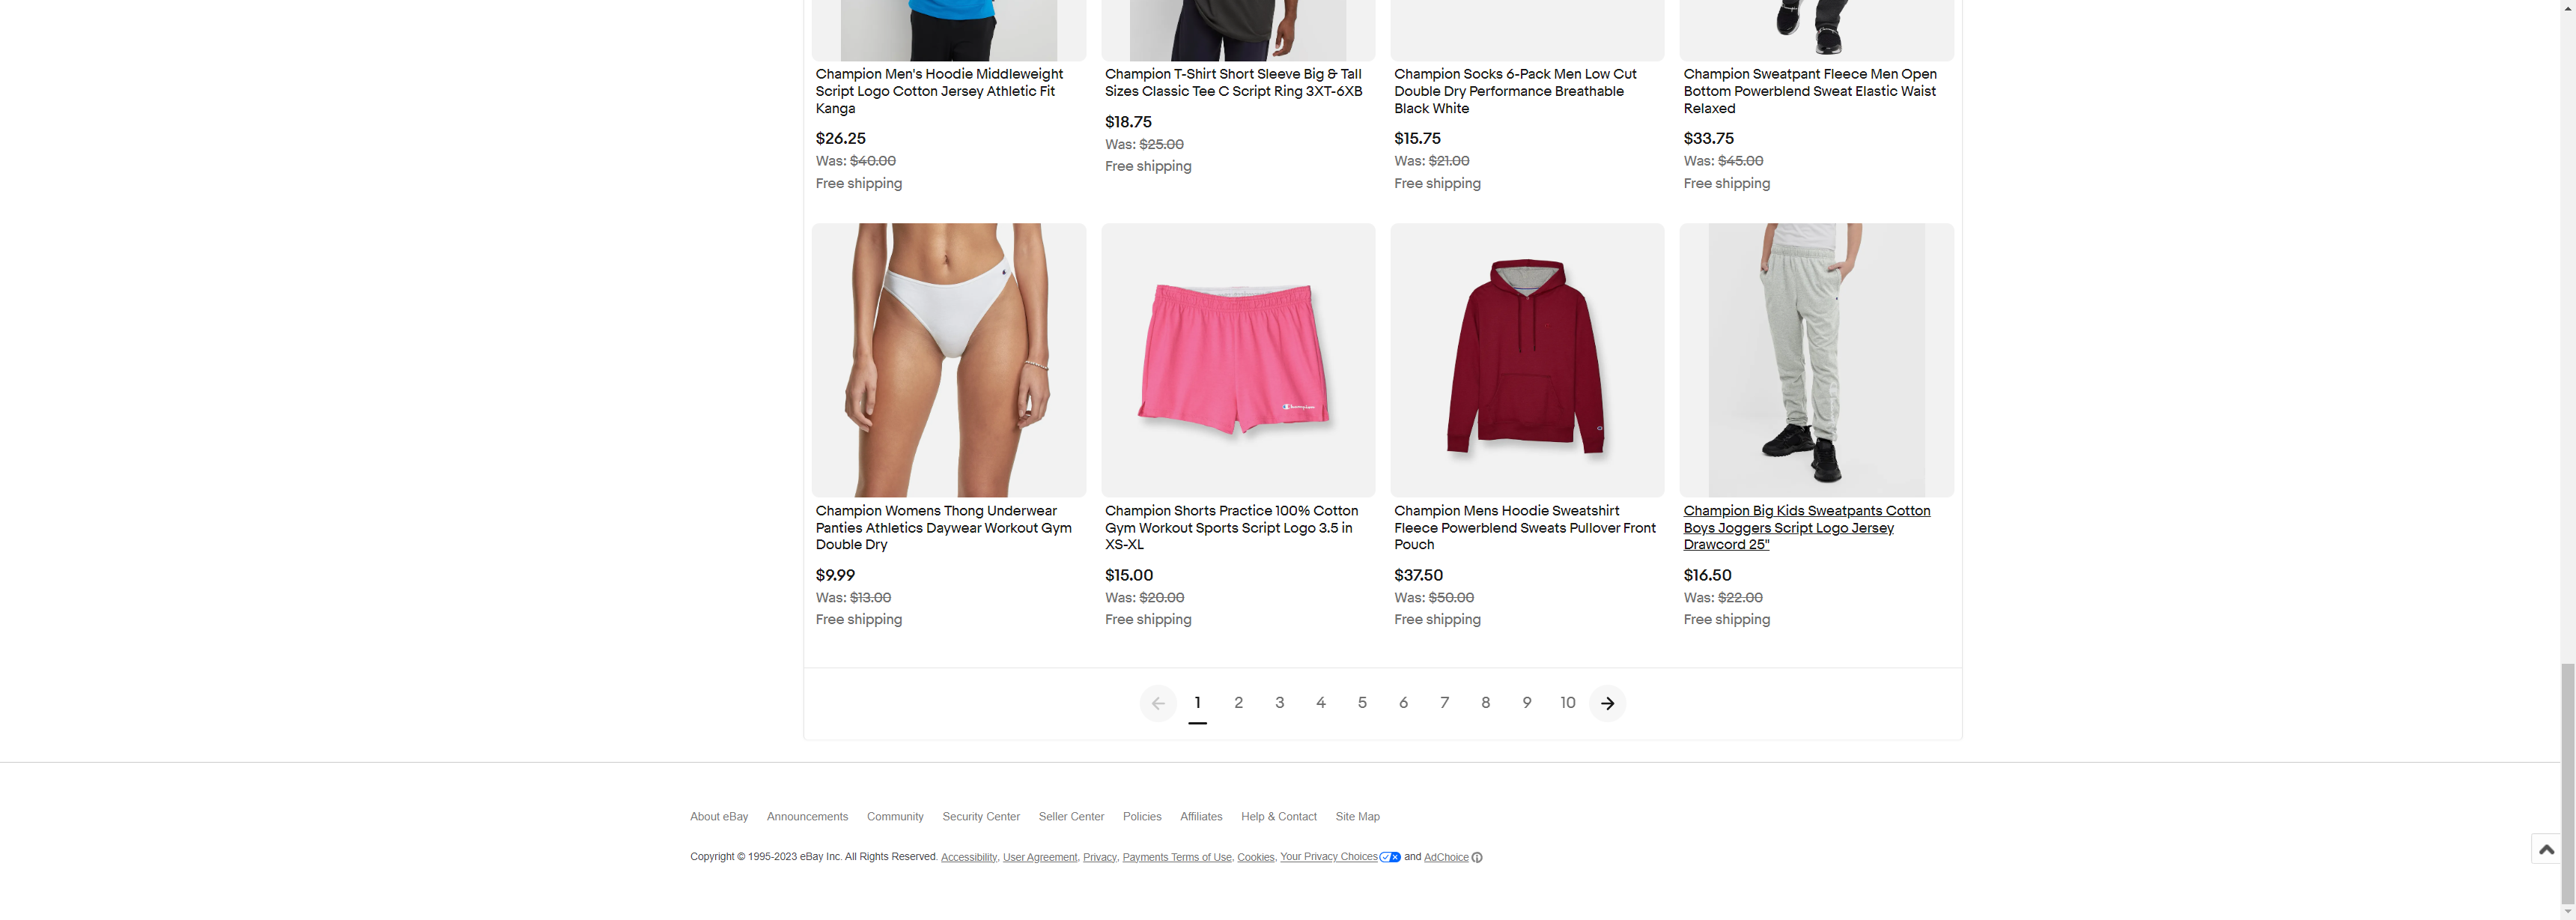 Champion Men's Hoodie Middleweight
Script Logo Cotton Jersey Athletic Fit
Kanga
$26.25
Was: $40.00
Free shipping
Champion T-Shirt Short Sleeve Big & Tall
Sizes Classic Tee C Script Ring 3XT-6XB
$18.75
Was: $25.00
Free shipping
Champion Socks 6-Pack Men Low Cut
Double Dry Performance Breathable
Black White
$15.75
Was: $21.00
Free shipping
Champion Sweatpant Fleece Men Open
Bottom Powerblend Sweat Elastic Waist
Relaxed
$33.75
Was: $45.00
Free shipping
Champion Womens Thong Underwear
Panties Athletics Daywear Workout Gym
Double Dry
$9.99
Was: $13.00
Free shipping
Champion Shorts Practice 100% Cotton
Gym Workout Sports Script Logo 3.5 in
XS-XL
$15.00
Was: $20.00
Free shipping
Champion Mens Hoodie Sweatshirt
Fleece Powerblend Sweats Pullover Front
Pouch
$37.50
Was: $50.00
Free shipping
Champion Big Kids Sweatpants Cotton
Boys Joggers Script Logo Jersey
Drawcord 25"
$16.50
Was: $22.00
Free shipping
1 2 3 4 5 6 7 8 9 10
About eBay Announcements Community Security Center Seller Center Policies Affiliates Help & Contact Site Map
Copyright © 1995-2023 eBay Inc. All Rights Reserved. Accessibility, User Agreement, Privacy, Payments Terms of Use, Cookies, Your Privacy Choices and AdChoice